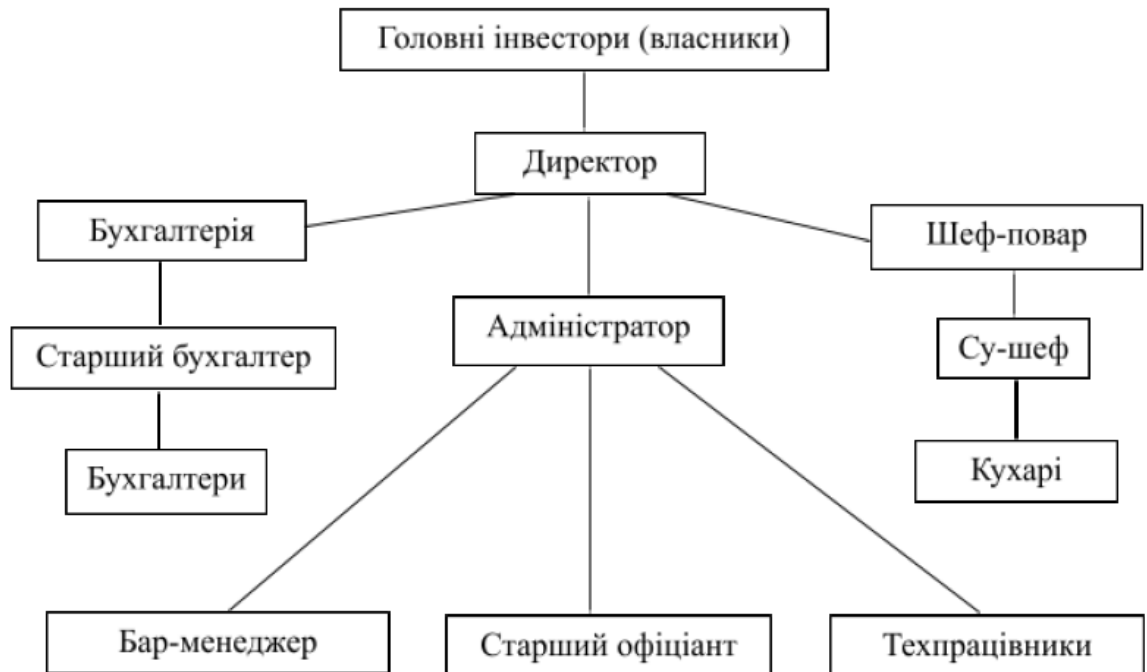 Головні інвестори (власники)
Директор
Бухгалтерія
Шеф-повар
Адміністратор
Старший бухгалтер
Су-шеф
Бухгалтери
Кухарі
Бар-менеджер
Старший офіціант
Техпрацівники